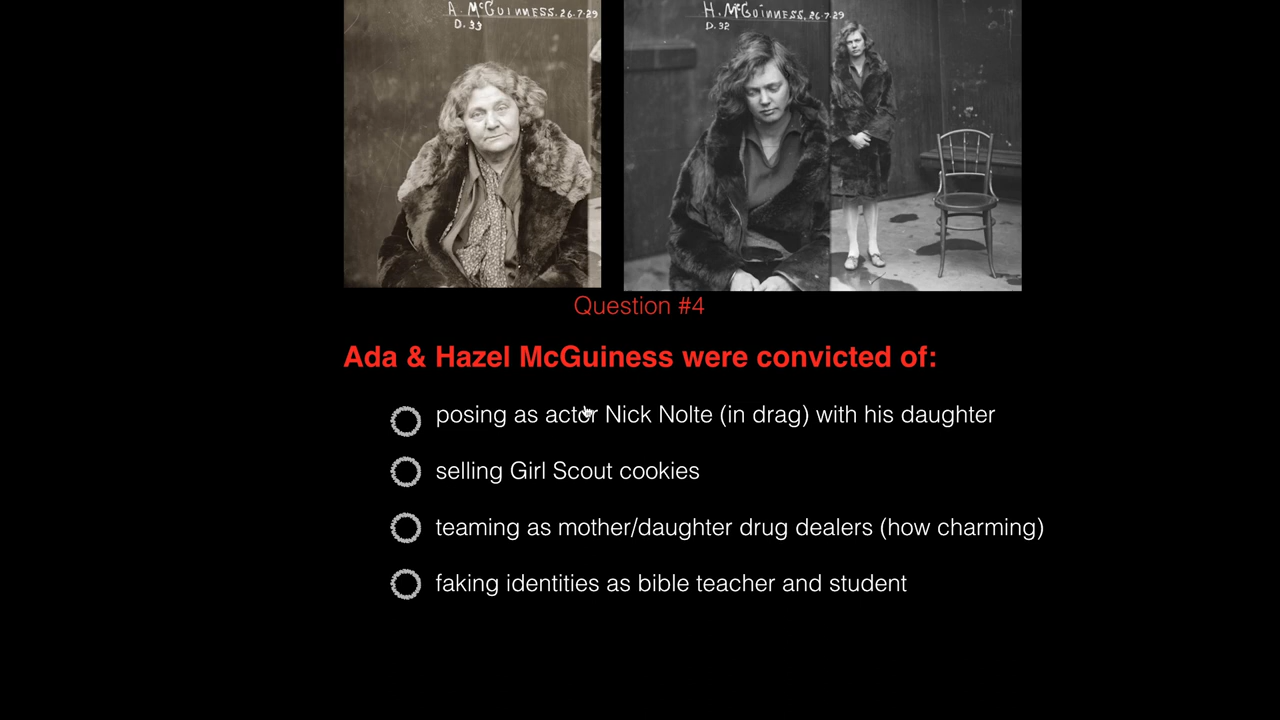 A. McGUINNESS. 26.7.29
D. 33
H. McGUINNESS. 26/7/29
D. 32
Question #4
Ada & Hazel McGuiness were convicted of:
posing as actor Nick Nolte (in drag) with his daughter
selling Girl Scout cookies
teaming as mother/daughter drug dealers (how charming)
faking identities as bible teacher and student